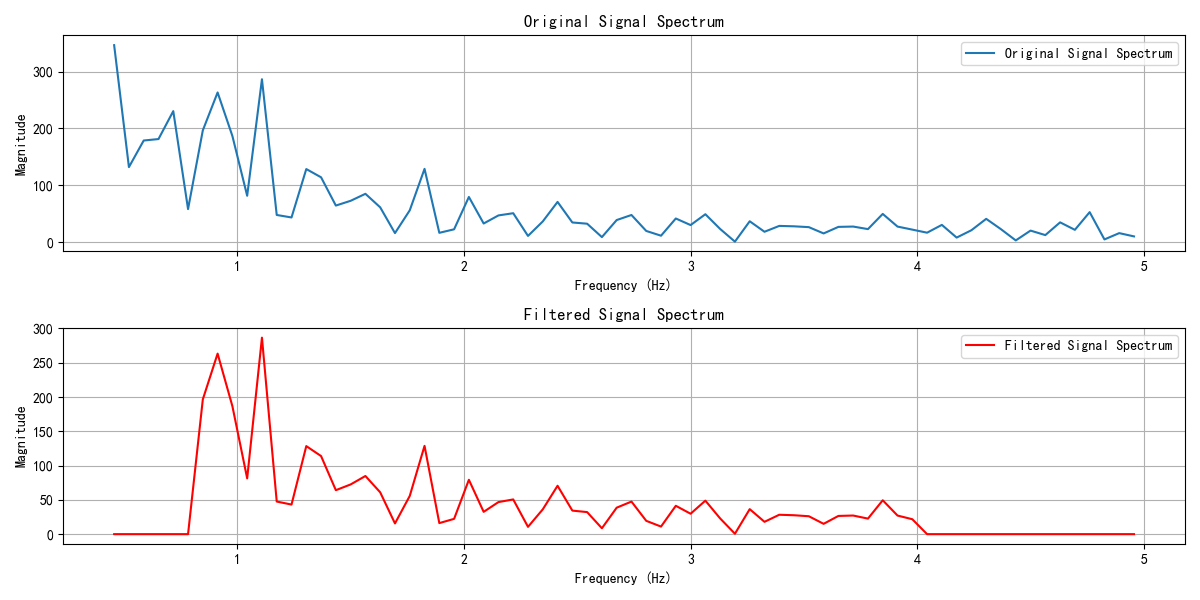 Original Signal Spectrum
Original Signal Spectrum
300
200
100
0
Magnitude
1 2 3 4 5
Frequency (Hz)
Filtered Signal Spectrum
Filtered Signal Spectrum
300
250
200
150
100
50
0
Magnitude
1 2 3 4 5
Frequency (Hz)